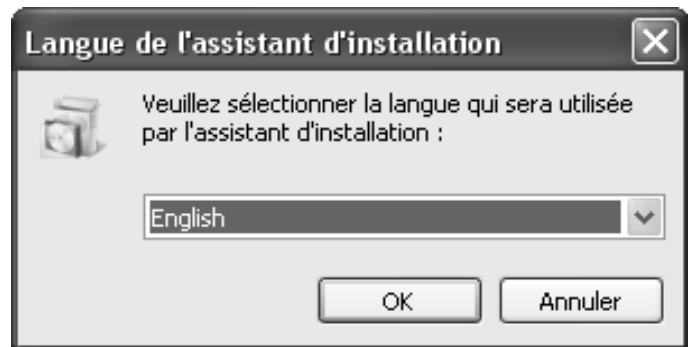 Langue de l'assistant d'installation
Veuillez sélectionner la langue qui sera utilisée
par l'assistant d'installation :
English
OK
Annuler